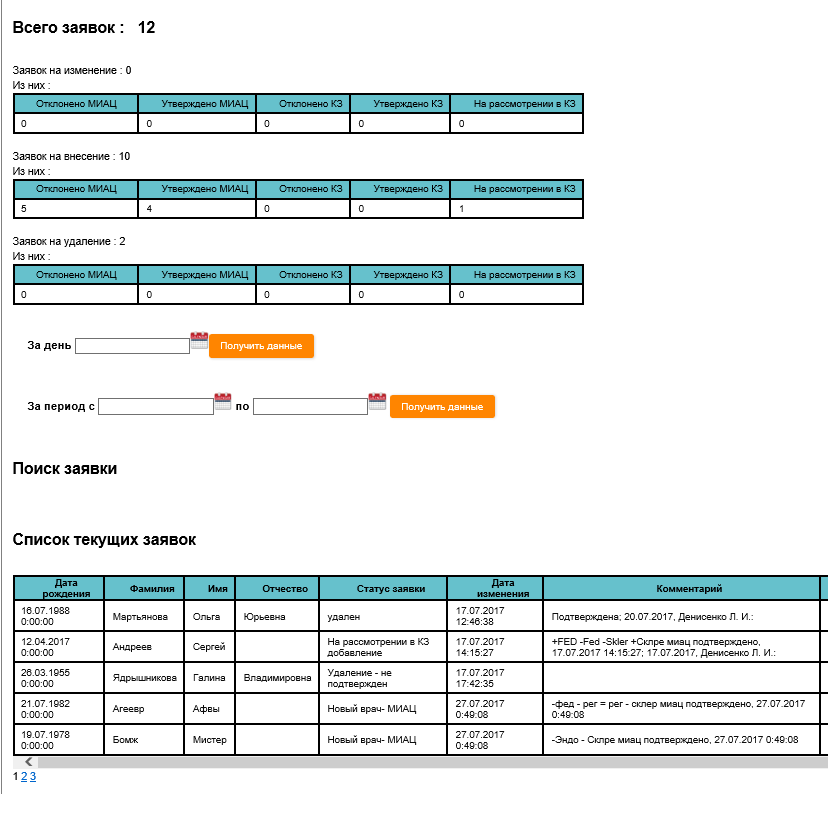 Всего заявок : 12
Заявок на изменение : 0
Из них :
Отклонено МИАЦ Утверждено МИАЦ Отклонено КЗ Утверждено КЗ На рассмотрении в КЗ
0 0 0 0 0
Заявок на внесение : 10
Из них :
Отклонено МИАЦ Утверждено МИАЦ Отклонено КЗ Утверждено КЗ На рассмотрении в КЗ
5 4 0 0 1
Заявок на удаление : 2
Из них :
Отклонено МИАЦ Утверждено МИАЦ Отклонено КЗ Утверждено КЗ На рассмотрении в КЗ
0 0 0 0 0
За день Получить данные
За период с по Получить данные
Поиск заявки
Список текущих заявок
Дата рождения Фамилия Имя Отчество Статус заявки Дата изменения Комментарий
16.07.1988 0:00:00 Мартьянова Ольга Юрьевна удален 17.07.2017 12:46:38 Подтверждена; 20.07.2017, Денисенко Л. И.:
12.04.2017 0:00:00 Андреев Сергей На рассмотрении в КЗ добавление 17.07.2017 14:15:27 +FED -Fed -Skler +Склре миац подтверждено, 17.07.2017 14:15:27; 17.07.2017, Денисенко Л. И.:
26.03.1955 0:00:00 Ядрышникова Галина Владимировна Удаление - не подтвержден 17.07.2017 17:42:35
21.07.1982 0:00:00 Агеевр Афвы Новый врач- МИАЦ 27.07.2017 0:49:08 -фед - рег = рег - склер миац подтверждено, 27.07.2017 0:49:08
19.07.1978 0:00:00 Бомж Мистер Новый врач- МИАЦ 27.07.2017 0:49:08 -Эндо - Склре миац подтверждено, 27.07.2017 0:49:08
1 2 3